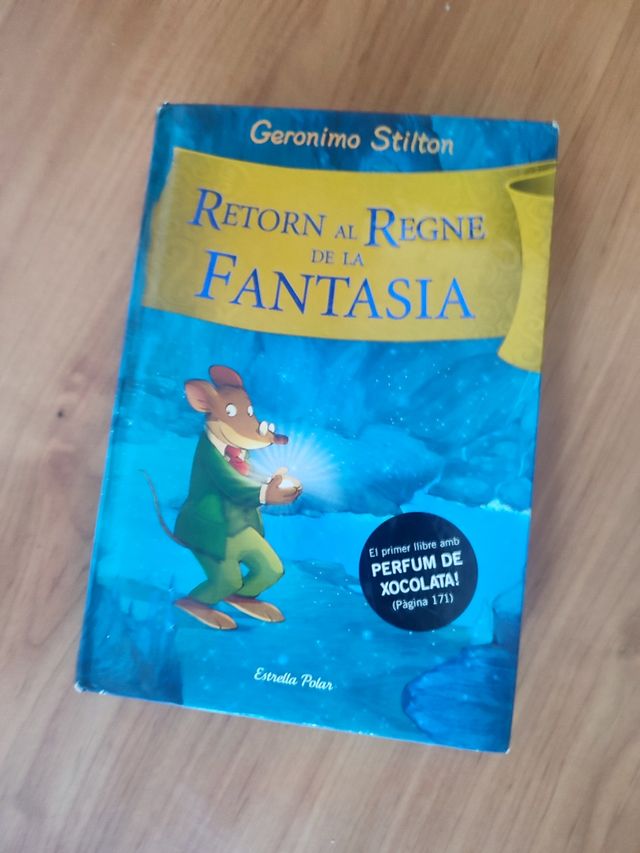 Geronimo Stilton
RETORN AL REGNE
DE LA
FANTASIA
El primer llibre amb
PERFUM DE
XOCOLATA!
(Pàgina 171)
Estrella Polar